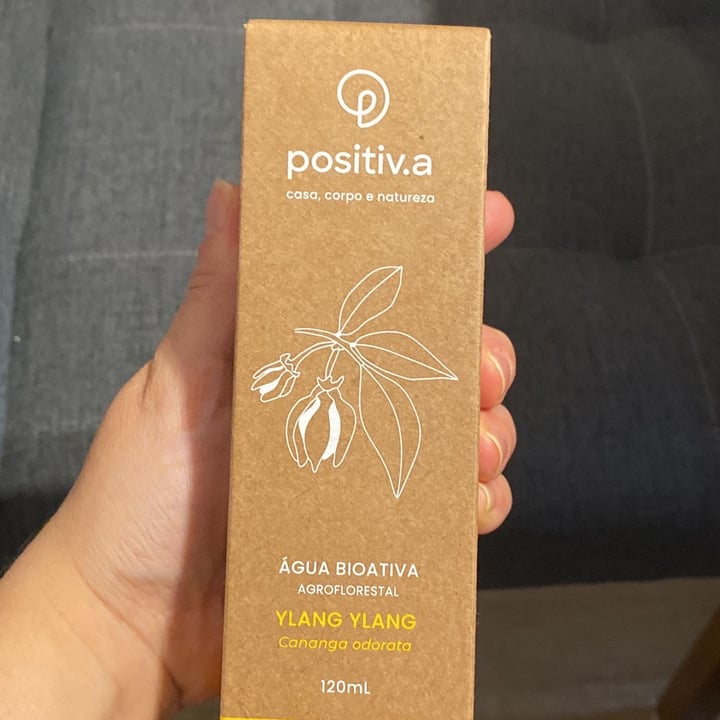 positiv.a
casa, corpo e natureza
ÁGUA BIOATIVA
AGROFLORESTAL
YLANG YLANG
Cananga odorata
120mL